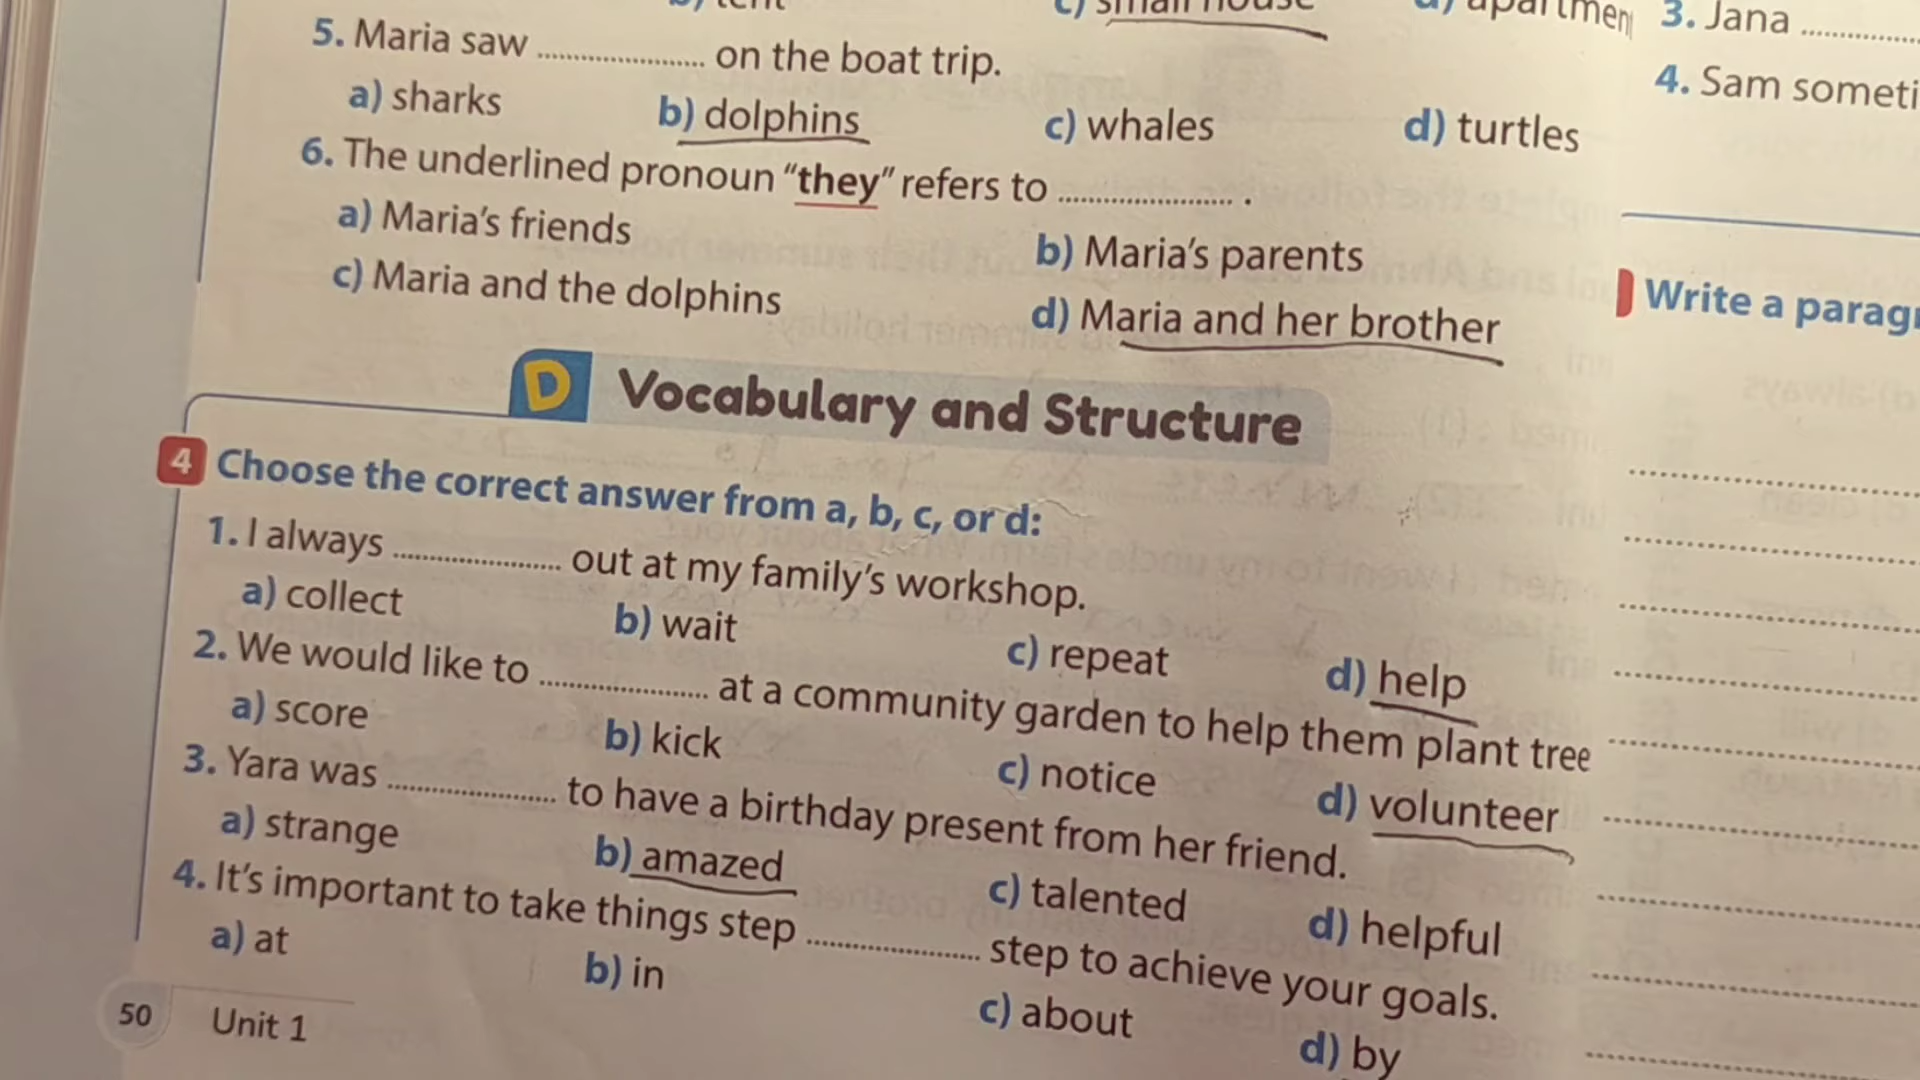 c) small house
5. Maria saw .................... on the boat trip.
a) sharks b) dolphins c) whales d) turtles
6. The underlined pronoun “they” refers to .................... .
a) Maria’s friends b) Maria’s parents
c) Maria and the dolphins d) Maria and her brother
D Vocabulary and Structure
4 Choose the correct answer from a, b, c, or d:
1. I always .................... out at my family’s workshop.
a) collect b) wait c) repeat d) help
2. We would like to .................... at a community garden to help them plant tree
a) score b) kick c) notice d) volunteer
3. Yara was .................... to have a birthday present from her friend.
a) strange b) amazed c) talented d) helpful
4. It’s important to take things step .................... step to achieve your goals.
a) at b) in c) about d) by
50 Unit 1
3. Jana ....................
4. Sam someti
Write a paragr